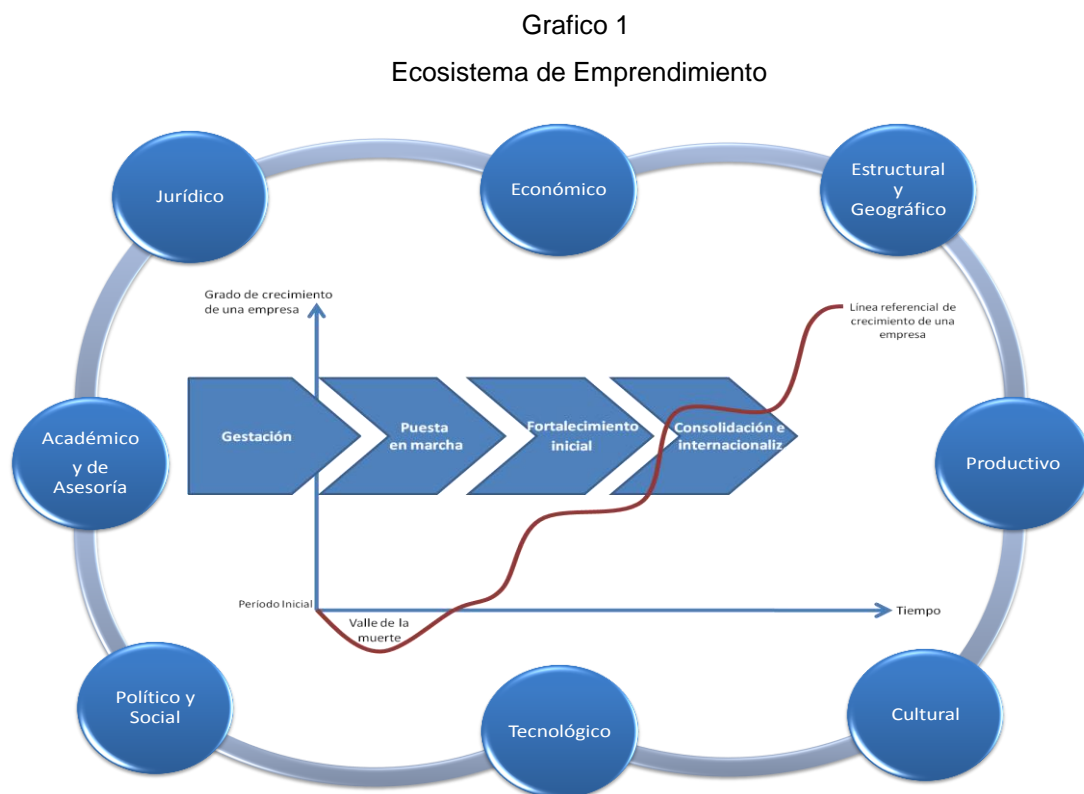 Grafico 1
Ecosistema de Emprendimiento
Jurídico
Económico
Estructural
y
Geográfico
Grado de crecimiento
de una empresa
Línea referencial de
crecimiento de una
empresa
Gestación
Puesta
en marcha
Fortalecimiento
inicial
Consolidación e
internacionaliz
Académico
y de
Asesoría
Productivo
Período Inicial
Valle de la
muerte
Tiempo
Político y
Social
Tecnológico
Cultural